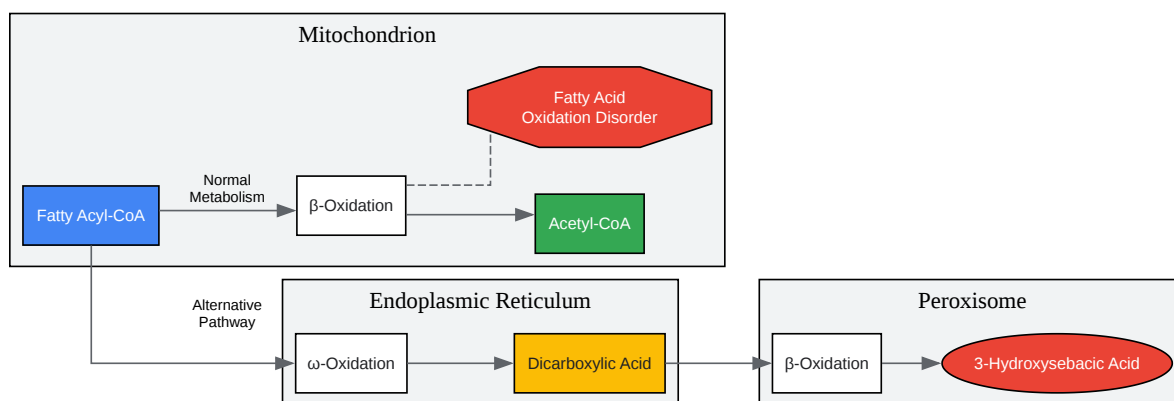 Mitochondrion
Fatty Acid
Oxidation Disorder
Normal
Metabolism
Fatty Acyl-CoA
β-Oxidation
Acetyl-CoA
Alternative
Pathway
Endoplasmic Reticulum
ω-Oxidation
Dicarboxylic Acid
Peroxisome
β-Oxidation
3-Hydroxysebacic Acid